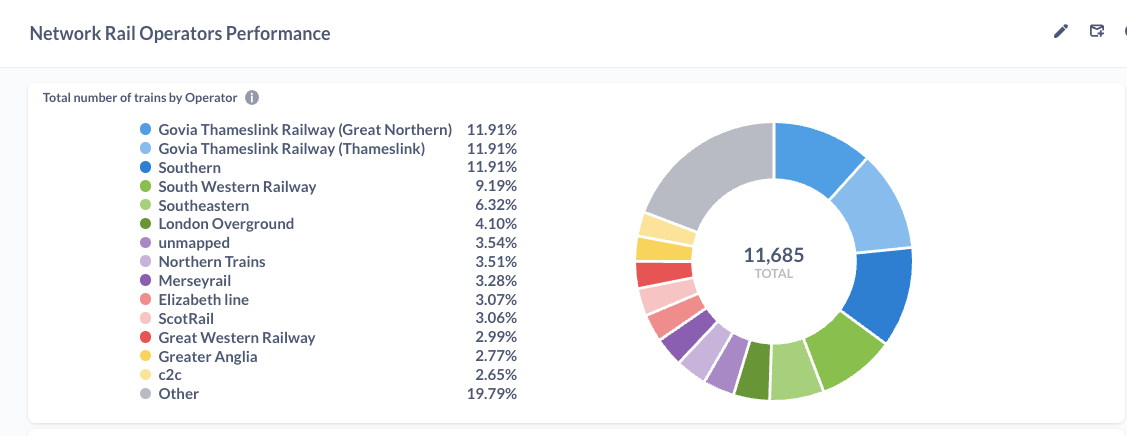 Network Rail Operators Performance
Total number of trains by Operator i
Govia Thameslink Railway (Great Northern) 11.91%
Govia Thameslink Railway (Thameslink) 11.91%
Southern 11.91%
South Western Railway 9.19%
Southeastern 6.32%
London Overground 4.10%
unmapped 3.54%
Northern Trains 3.51%
Merseyrail 3.28%
Elizabeth line 3.07%
ScotRail 3.06%
Great Western Railway 2.99%
Greater Anglia 2.77%
c2c 2.65%
Other 19.79%
11,685
TOTAL